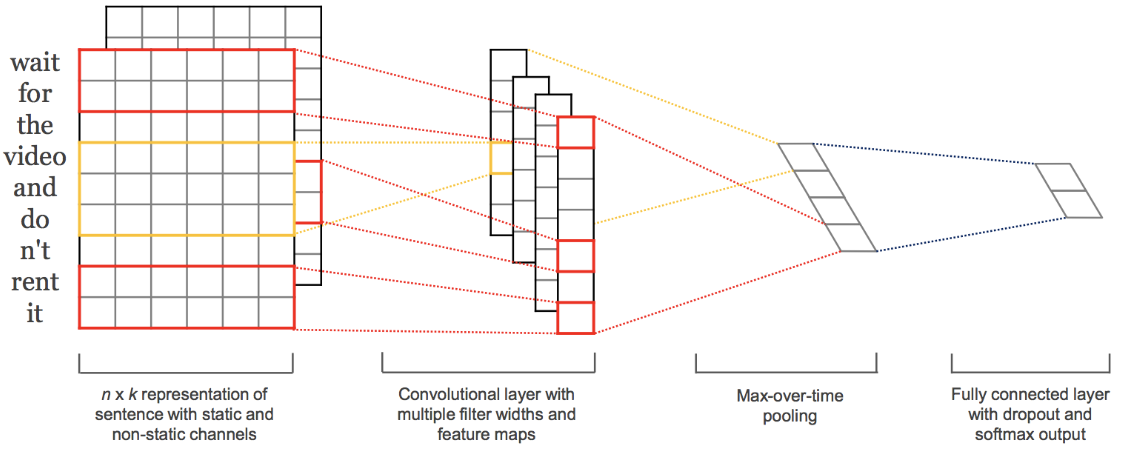 wait
for
the
video
and
do
n't
rent
it
n x k representation of
sentence with static and
non-static channels
Convolutional layer with
multiple filter widths and
feature maps
Max-over-time
pooling
Fully connected layer
with dropout and
softmax output